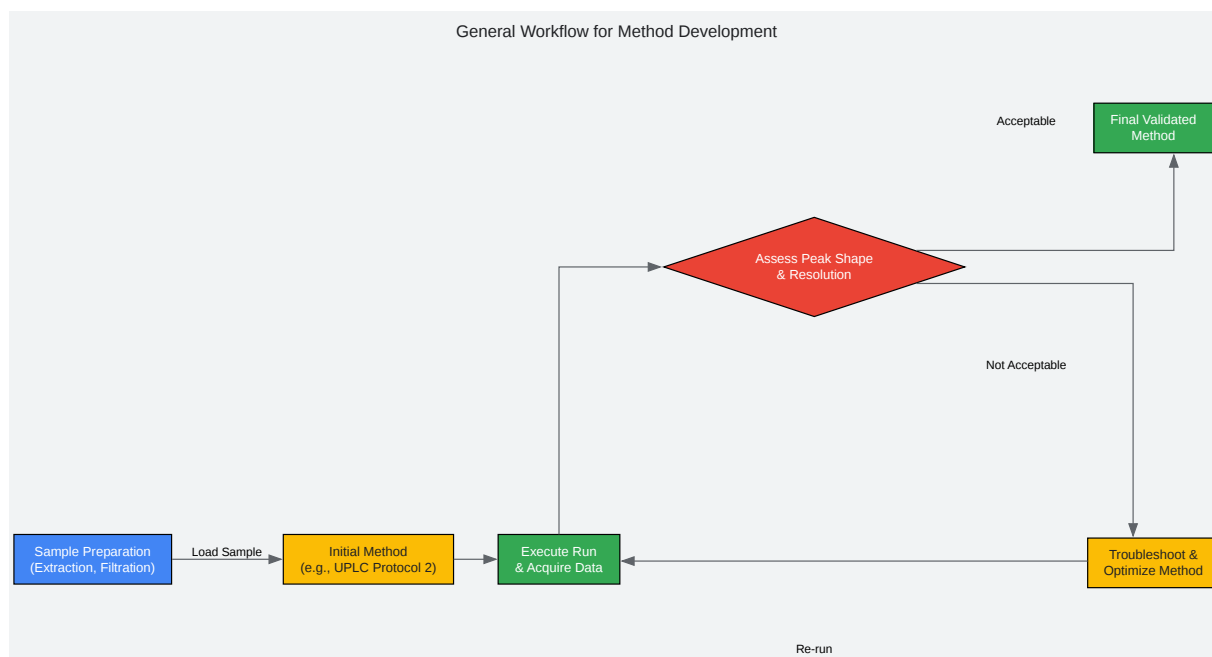 General Workflow for Method Development
Acceptable
Final Validated
Method
Assess Peak Shape
& Resolution
Not Acceptable
Sample Preparation
(Extraction, Filtration)
Load Sample
Initial Method
(e.g., UPLC Protocol 2)
Execute Run
& Acquire Data
Troubleshoot &
Optimize Method
Re-run